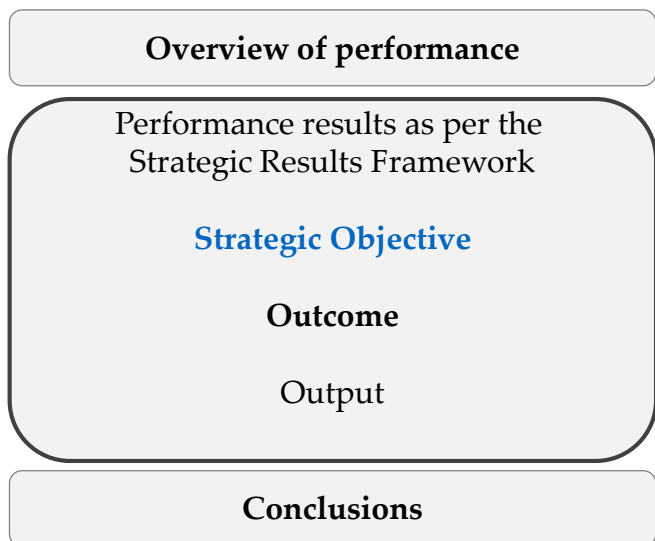 Overview of performance
Performance results as per the
Strategic Results Framework
Strategic Objective
Outcome
Output
Conclusions